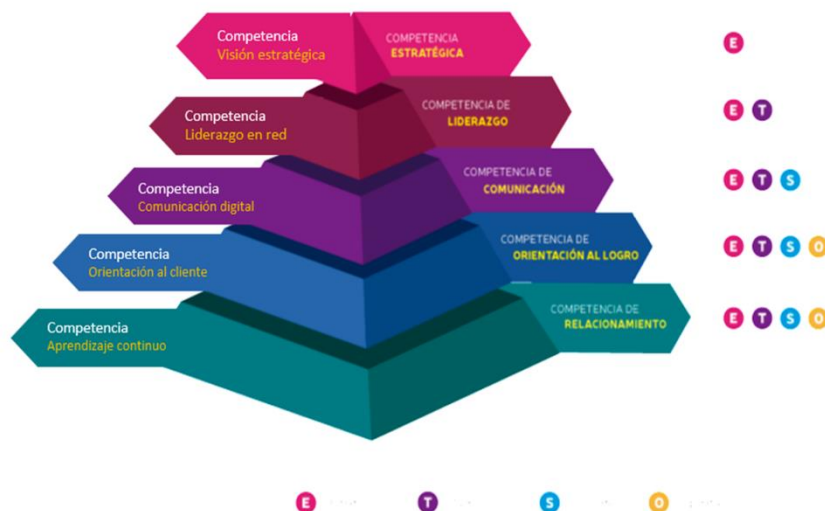 Competencia
Visión estratégica
COMPETENCIA
ESTRATÉGICA
E
Competencia
Liderazgo en red
COMPETENCIA DE
LIDERAZGO
E T
Competencia
Comunicación digital
COMPETENCIA DE
COMUNICACIÓN
E T S
Competencia
Orientación al cliente
COMPETENCIA DE
ORIENTACIÓN AL LOGRO
E T S O
Competencia
Aprendizaje continuo
COMPETENCIA DE
RELACIONAMIENTO
E T S O
E T S O